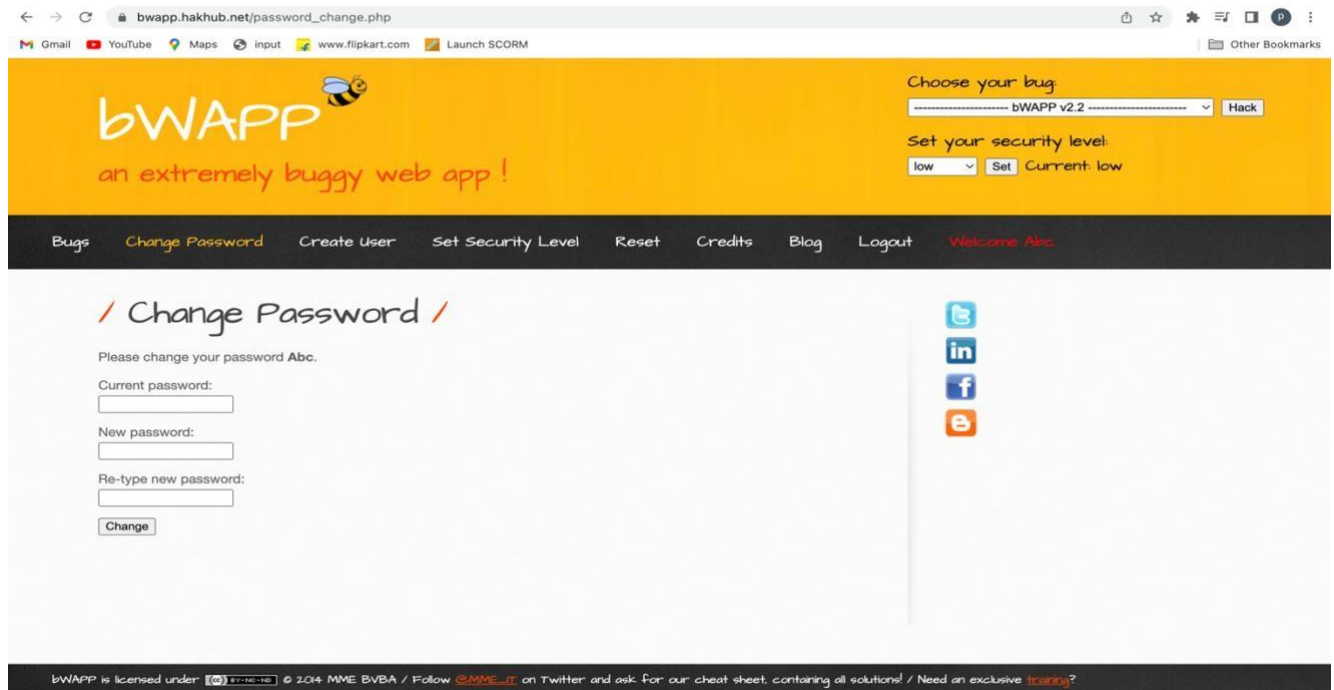 bwapp.hakhub.net/password_change.php
P
Gmail YouTube Maps input www.flipkart.com Launch SCORM Other Bookmarks
bWAPP
an extremely buggy web app !
Choose your bug:
---------------------- bWAPP v2.2 ----------------------- Hack
Set your security level:
low Set Current: low
Bugs Change Password Create User Set Security Level Reset Credits Blog Logout Welcome Abc
/ Change Password /
Please change your password Abc.
Current password:
New password:
Re-type new password:
Change
bWAPP is licensed under (cc) BY-NC-ND © 2014 MME BVBA / Follow @MME_IT on Twitter and ask for our cheat sheet, containing all solutions! / Need an exclusive training?